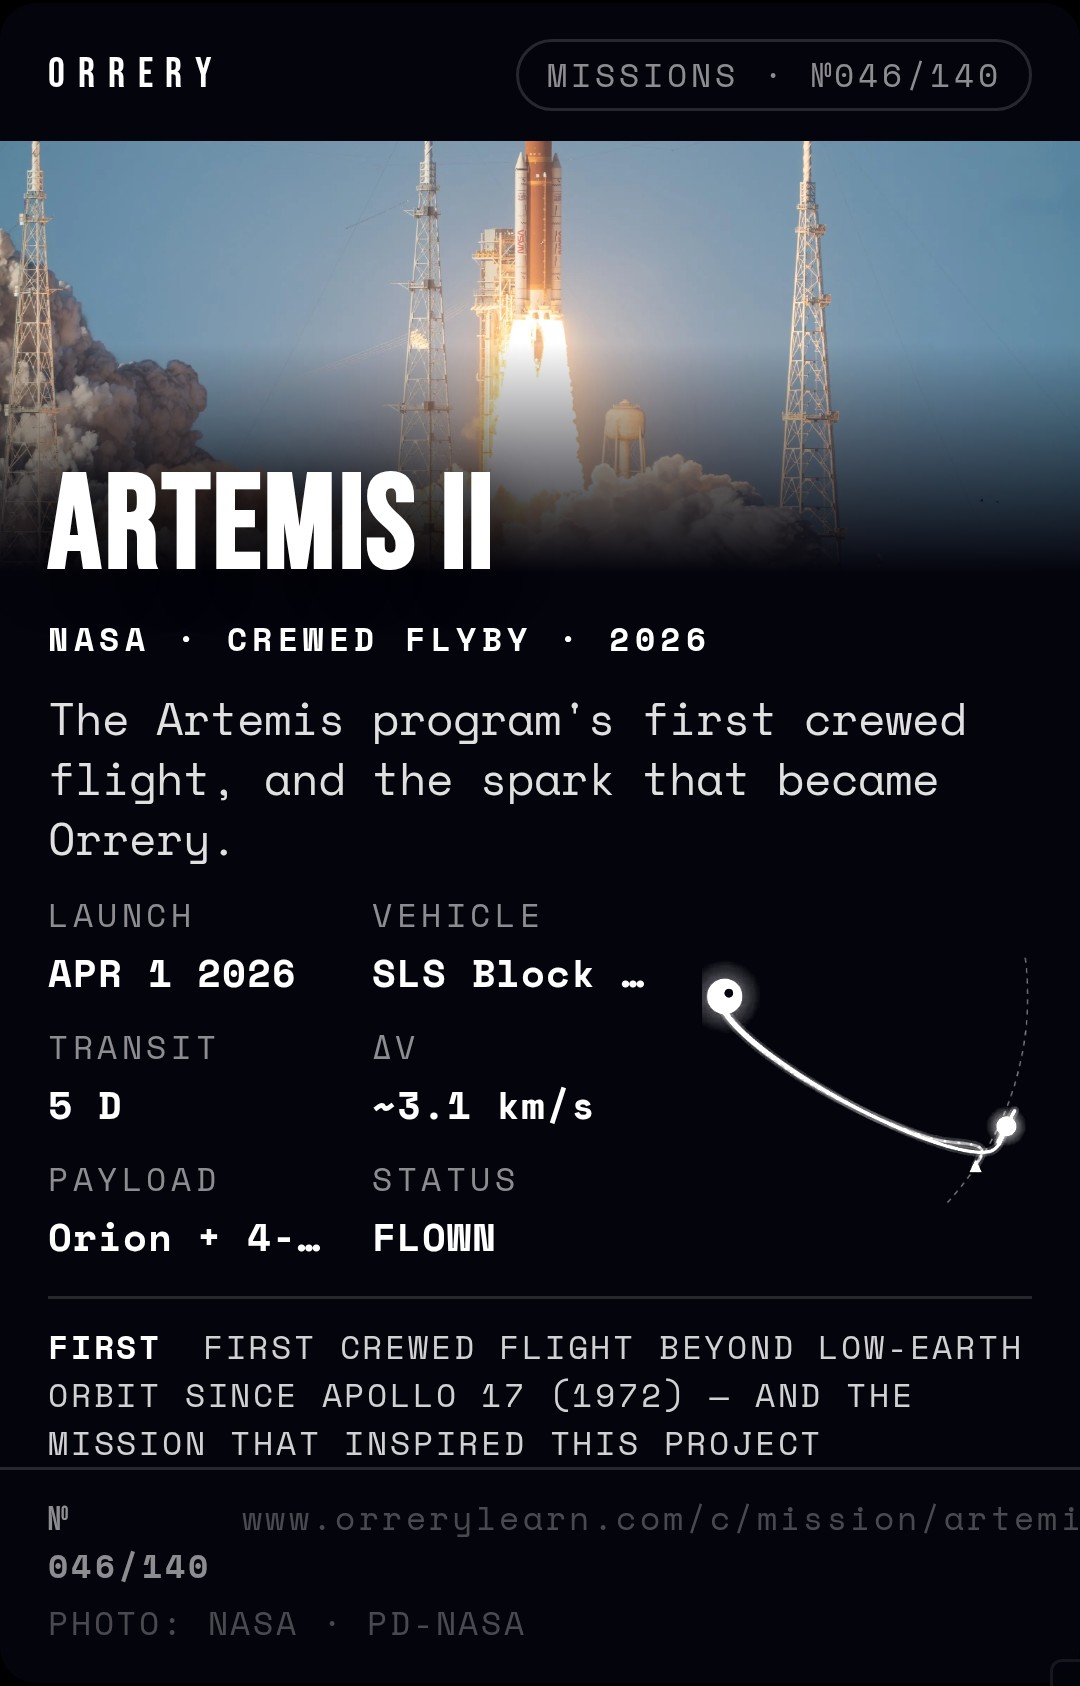 ORRERY
MISSIONS · №046/140
ARTEMIS II
NASA · CREWED FLYBY · 2026
The Artemis program's first crewed
flight, and the spark that became
Orrery.
LAUNCH VEHICLE
APR 1 2026 SLS Block …
TRANSIT ΔV
5 D ~3.1 km/s
PAYLOAD STATUS
Orion + 4-… FLOWN
FIRST FIRST CREWED FLIGHT BEYOND LOW-EARTH
ORBIT SINCE APOLLO 17 (1972) — AND THE
MISSION THAT INSPIRED THIS PROJECT
№ www.orrerylearn.com/c/mission/artemi
046/140
PHOTO: NASA · PD-NASA